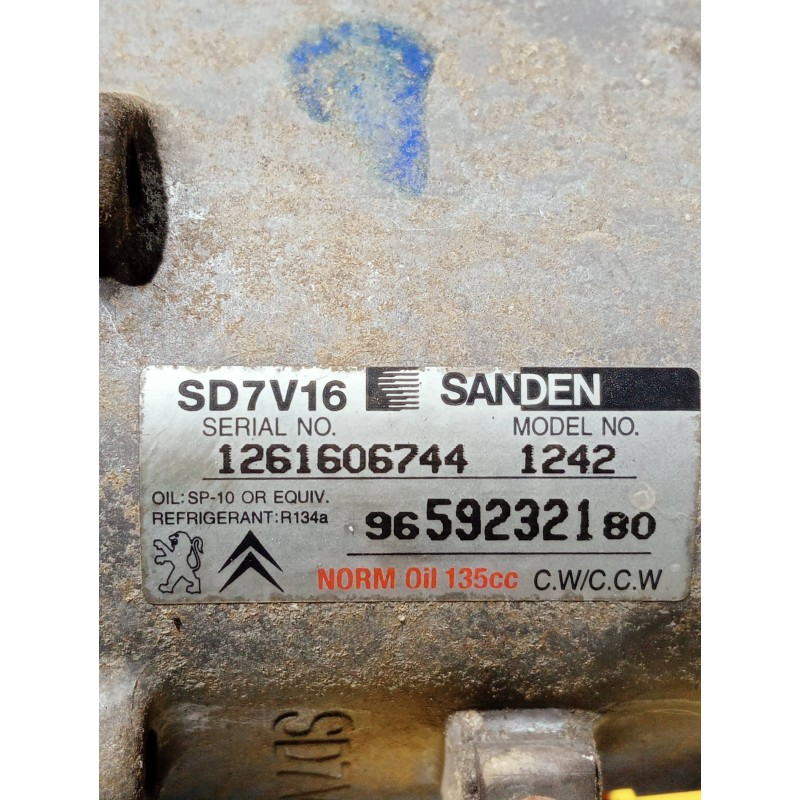 SD7V16 SANDEN
SERIAL NO. MODEL NO.
1261606744 1242
OIL: SP-10 OR EQUIV.
REFRIGERANT: R134a
9659232180
NORM Oil 135cc C.W/C.C.W
SD7V